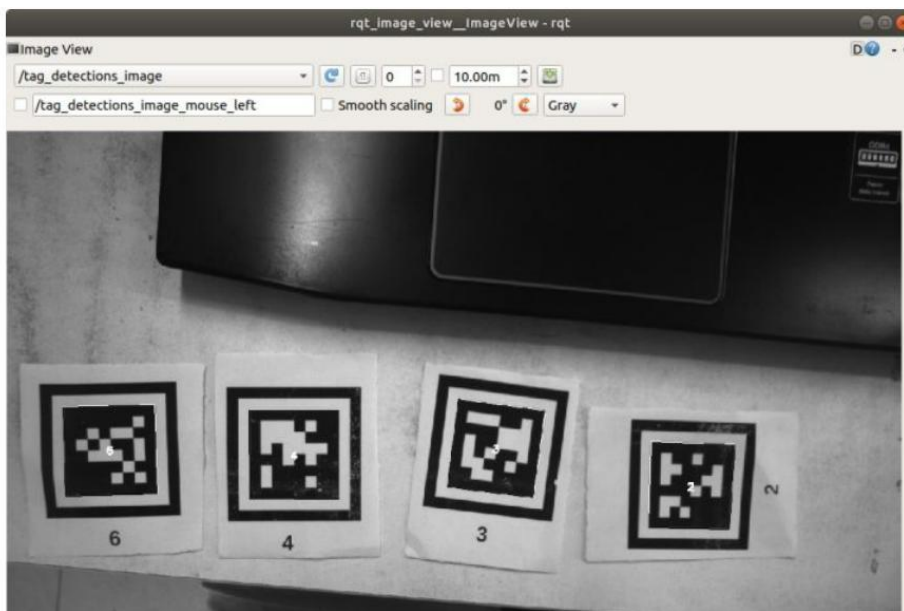 rqt_image_view__ImageView - rqt
Image View
D
/tag_detections_image
0
10.00m
/tag_detections_image_mouse_left
Smooth scaling
0°
Gray
6
4
3
2
6
4
3
2